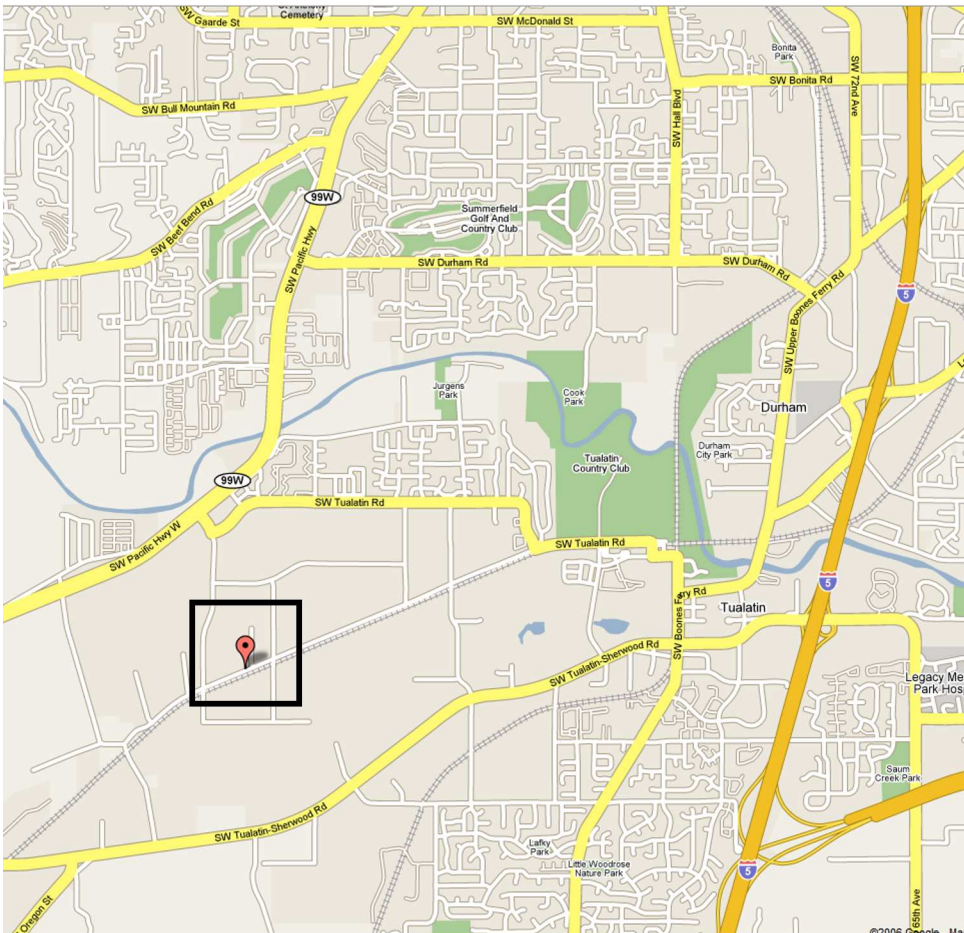 SW Gaarde St
Cemetery
SW McDonald St
Bonita
Park
SW Bonita Rd
SW 72nd Ave
SW Bull Mountain Rd
SW Hall Blvd
99W
SW Beef Bend Rd
Summerfield
Golf And
Country Club
SW Pacific Hwy
SW Durham Rd
SW Durham Rd
5
SW Upper Boones Ferry Rd
Jurgens
Park
Cook
Park
Durham
Durham
City Park
Tualatin
Country Club
99W
SW Tualatin Rd
SW Pacific Hwy W
SW Tualatin Rd
5
SW Boones Fe
rry Rd
Tualatin
SW Tualatin-Sherwood Rd
Legacy Me
Park Hosp
Saum
Creek Park
SW Tualatin-Sherwood Rd
Lafky
Park
Little Woodrose
Nature Park
5
Oregon St
65th Ave
©2006 Google